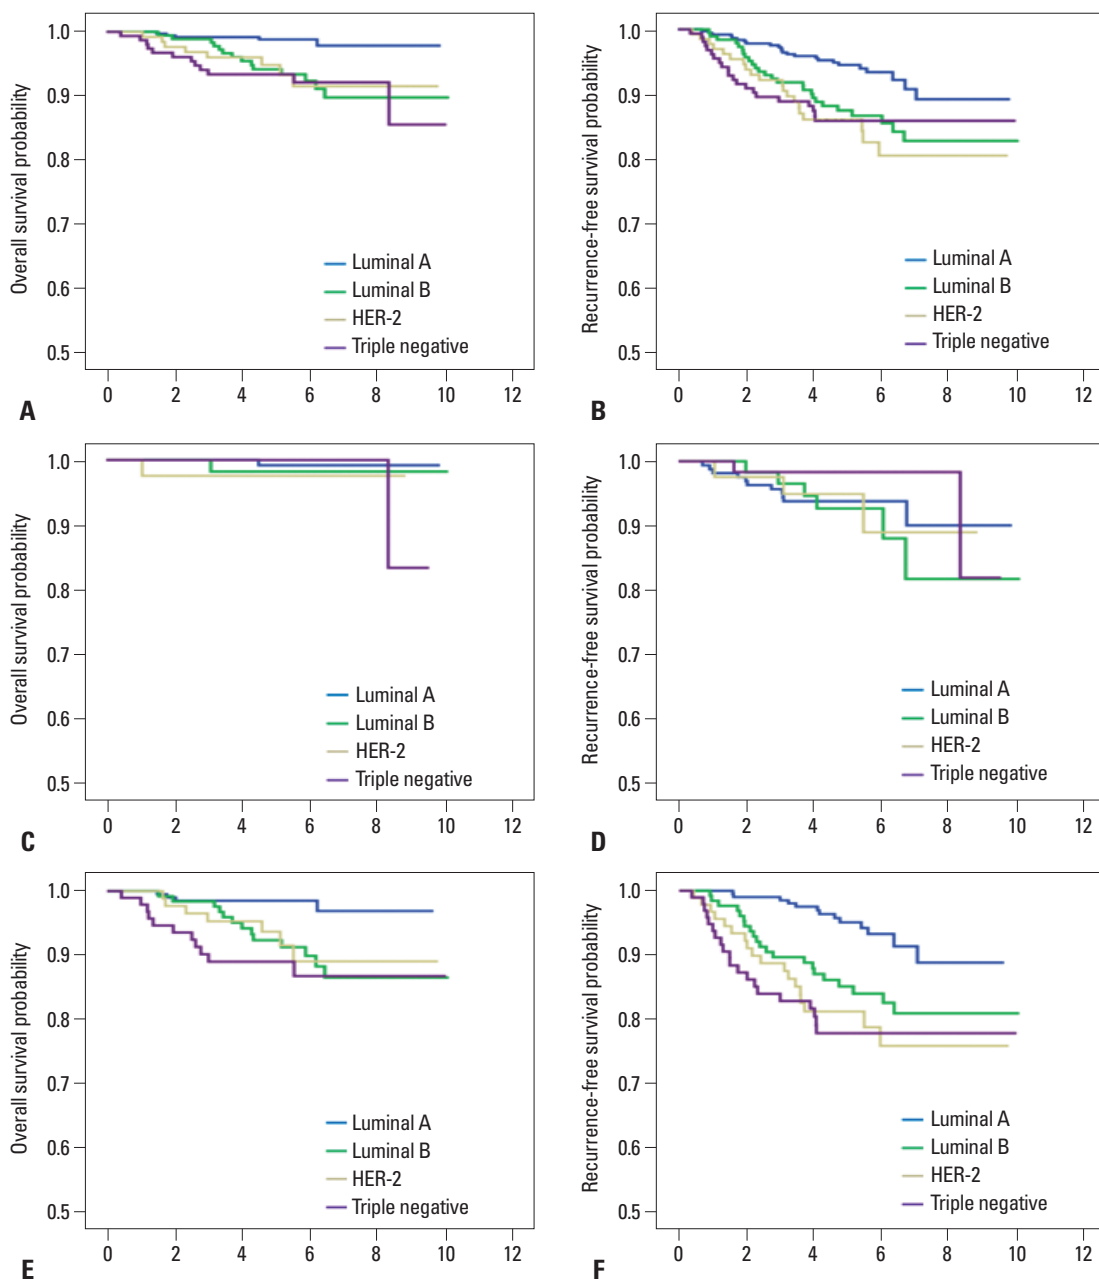 1.0
0.9
0.8
0.7
0.6
0.5
Overall survival probability
Luminal A
Luminal B
HER-2
Triple negative
0 2 4 6 8 10 12
A
1.0
0.9
0.8
0.7
0.6
0.5
Recurrence-free survival probability
Luminal A
Luminal B
HER-2
Triple negative
0 2 4 6 8 10 12
B
1.0
0.9
0.8
0.7
0.6
0.5
Overall survival probability
Luminal A
Luminal B
HER-2
Triple negative
0 2 4 6 8 10 12
C
1.0
0.9
0.8
0.7
0.6
0.5
Recurrence-free survival probability
Luminal A
Luminal B
HER-2
Triple negative
0 2 4 6 8 10 12
D
1.0
0.9
0.8
0.7
0.6
0.5
Overall survival probability
Luminal A
Luminal B
HER-2
Triple negative
0 2 4 6 8 10 12
E
1.0
0.9
0.8
0.7
0.6
0.5
Recurrence-free survival probability
Luminal A
Luminal B
HER-2
Triple negative
0 2 4 6 8 10 12
F